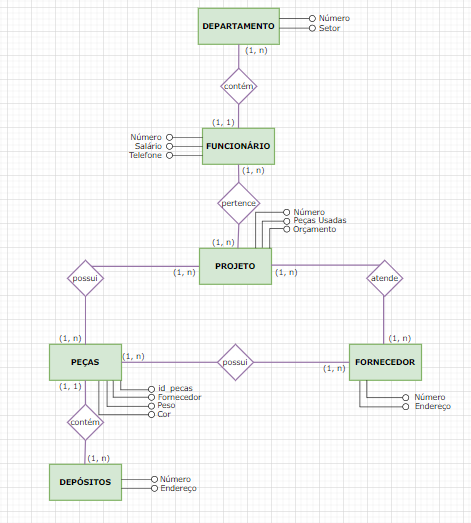 DEPARTAMENTO
Número
Setor
(1, n)
contém
(1, 1)
FUNCIONÁRIO
Número
Salário
Telefone
(1, n)
pertence
(1, n)
Número
Peças Usadas
Orçamento
PROJETO
(1, n)
(1, n)
possui
atende
(1, n)
(1, n)
PEÇAS
(1, n)
possui
(1, n)
FORNECEDOR
(1, 1)
id_pecas
Fornecedor
Peso
Cor
Número
Endereço
contém
(1, n)
DEPÓSITOS
Número
Endereço